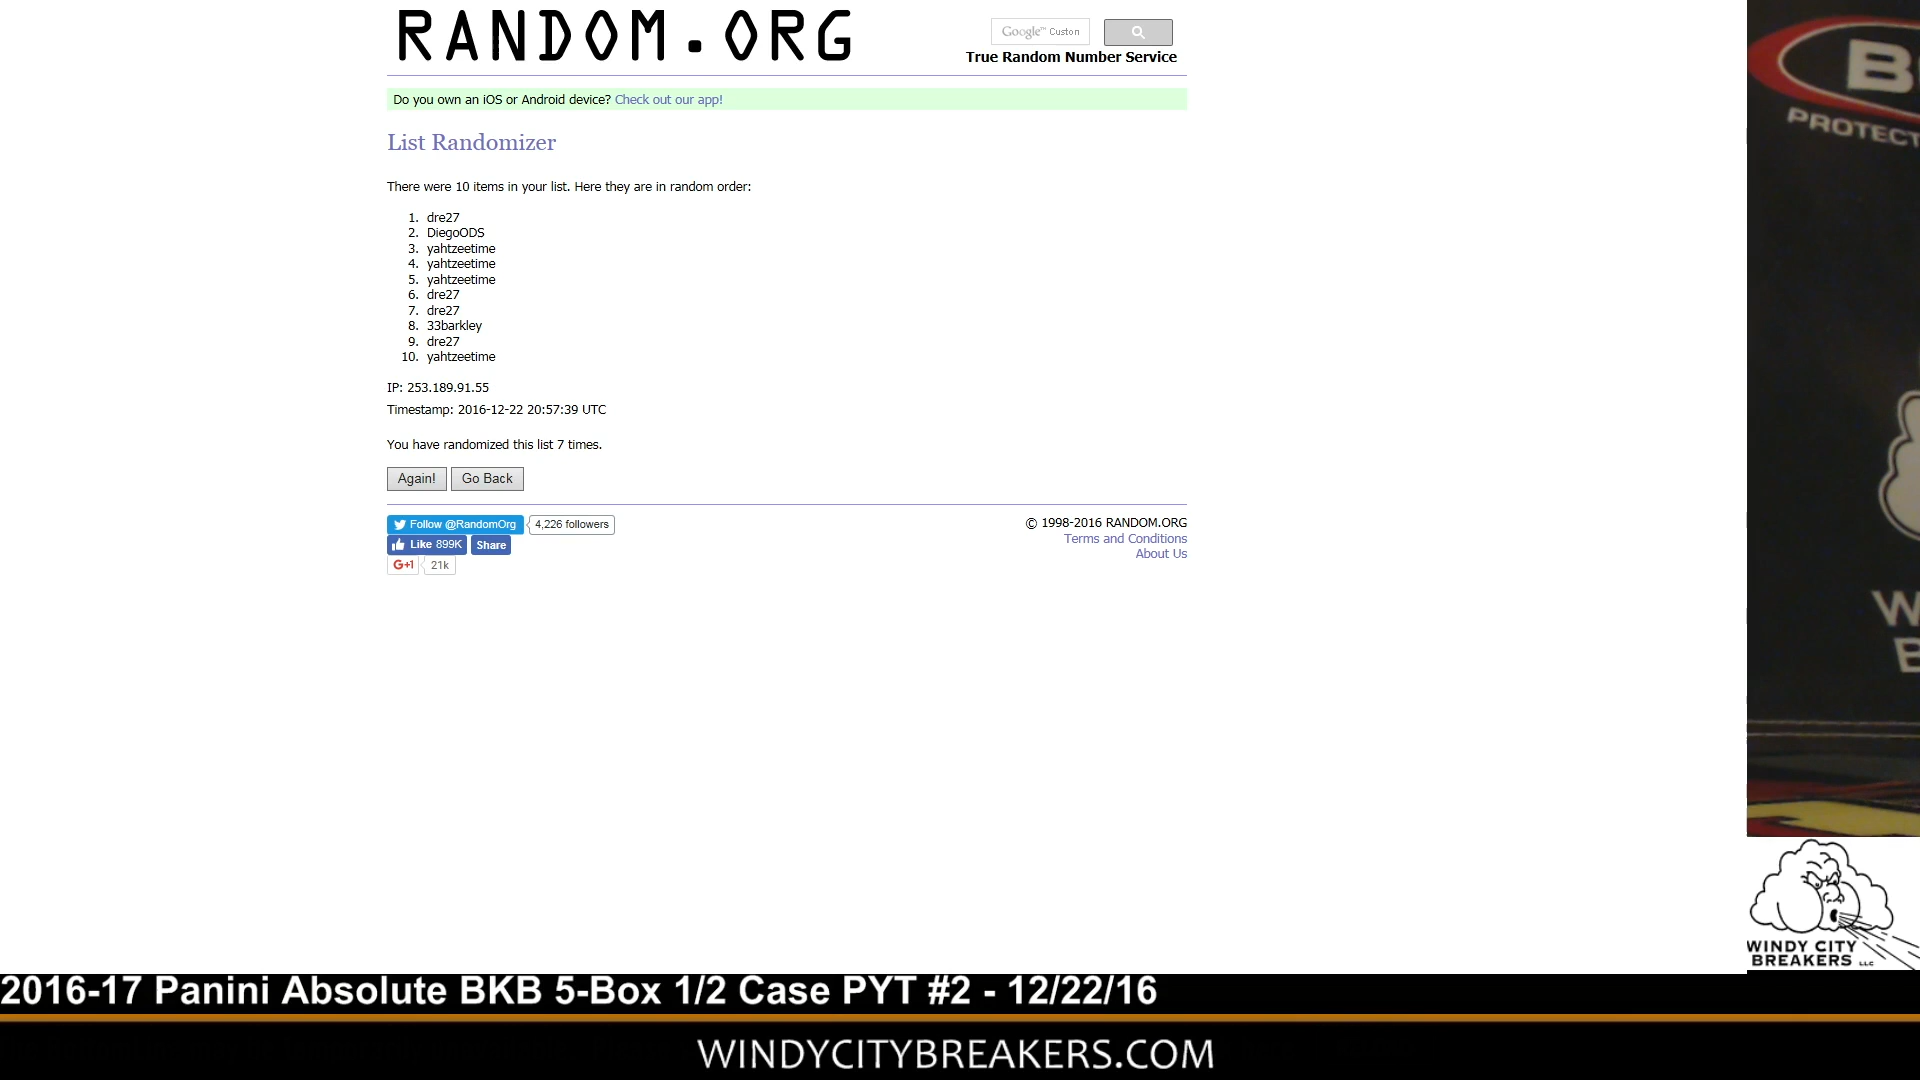 RANDOM.ORG
Google™ Custon
True Random Number Service
Do you own an iOS or Android device? Check out our app!
List Randomizer
There were 10 items in your list. Here they are in random order:
1. dre27
2. DiegoODS
3. yahtzeetime
4. yahtzeetime
5. yahtzeetime
6. dre27
7. dre27
8. 33barkley
9. dre27
10. yahtzeetime
IP: 253.189.91.55
Timestamp: 2016-12-22 20:57:39 UTC
You have randomized this list 7 times.
Again! Go Back
Follow @RandomOrg 4,226 followers
Like 899K Share
G+1 21k
© 1998-2016 RANDOM.ORG
Terms and Conditions
About Us
PROTECT
WINDY CITY
BREAKERS LLC
2016-17 Panini Absolute BKB 5-Box 1/2 Case PYT #2 - 12/22/16
WINDYCITYBREAKERS.COM